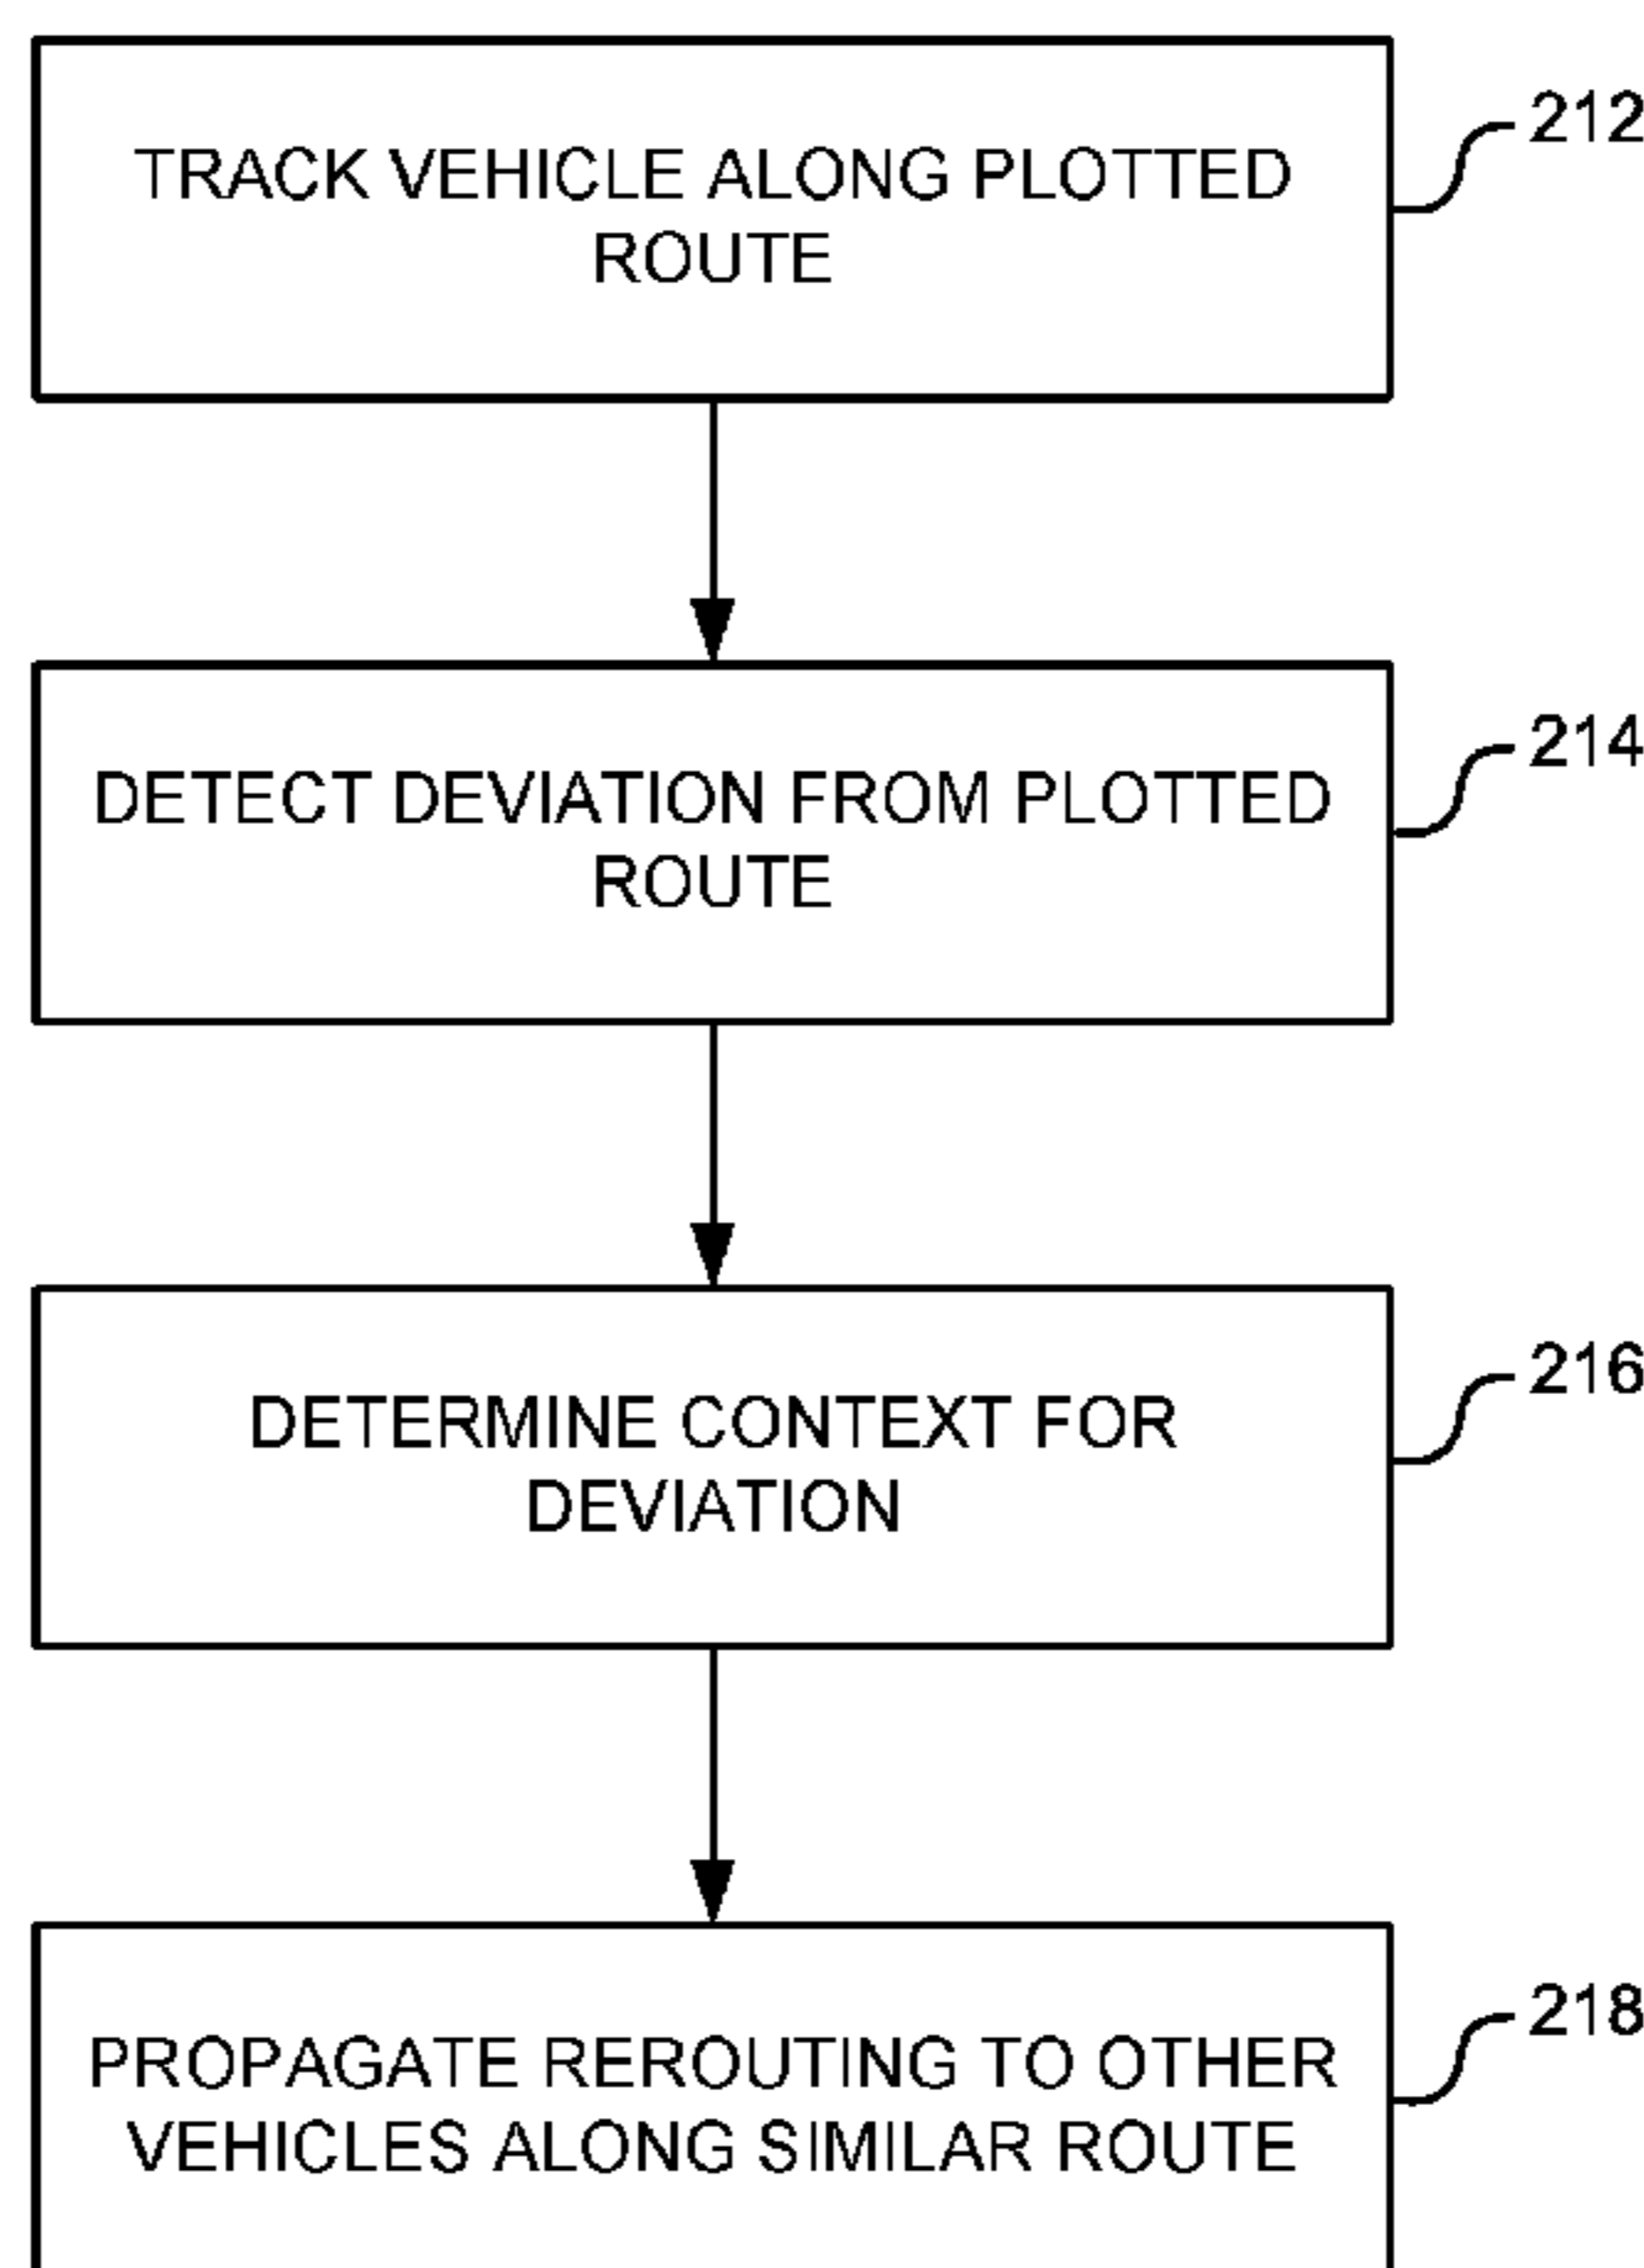 TRACK VEHICLE ALONG PLOTTED
ROUTE
212
DETECT DEVIATION FROM PLOTTED
ROUTE
214
DETERMINE CONTEXT FOR
DEVIATION
216
PROPAGATE REROUTING TO OTHER
VEHICLES ALONG SIMILAR ROUTE
218